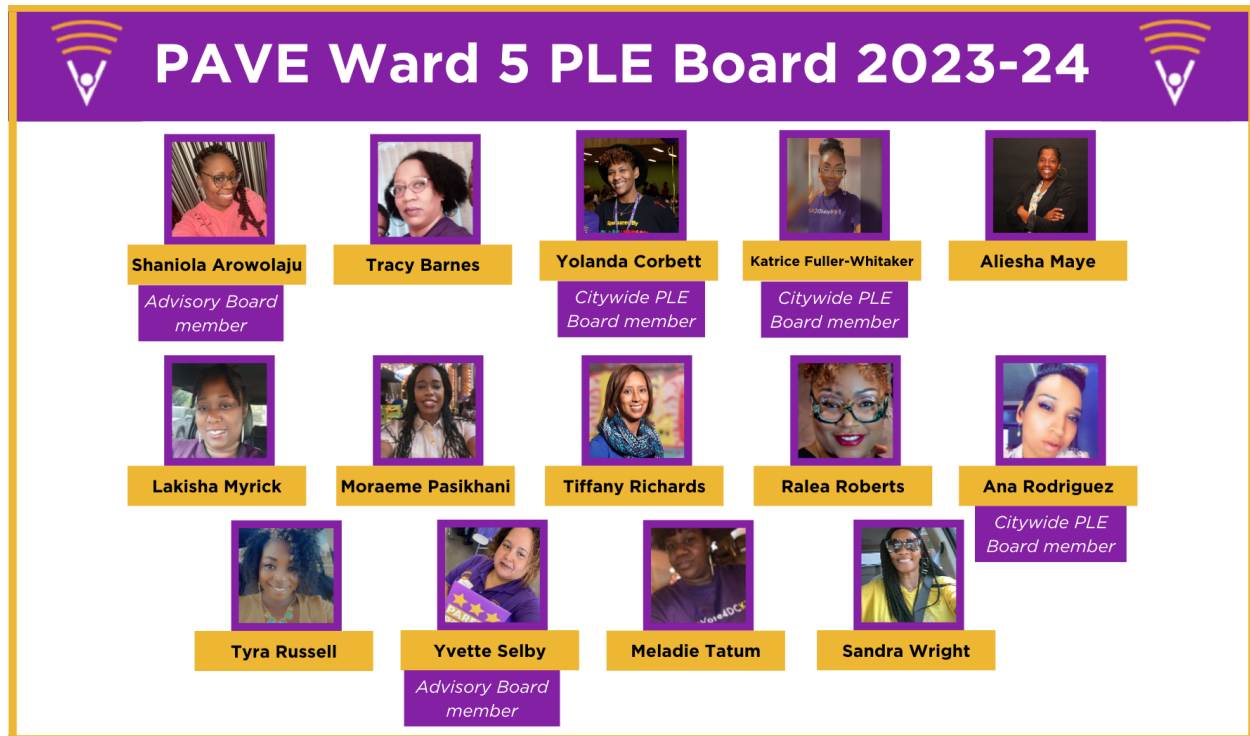 PAVE Ward 5 PLE Board 2023-24
Shaniola Arowolaju
Advisory Board
member
Tracy Barnes
Yolanda Corbett
Citywide PLE
Board member
Katrice Fuller-Whitaker
Citywide PLE
Board member
Aliesha Maye
Lakisha Myrick
Moraeme Pasikhani
Tiffany Richards
Ralea Roberts
Ana Rodriguez
Citywide PLE
Board member
Tyra Russell
Yvette Selby
Advisory Board
member
Meladie Tatum
Sandra Wright